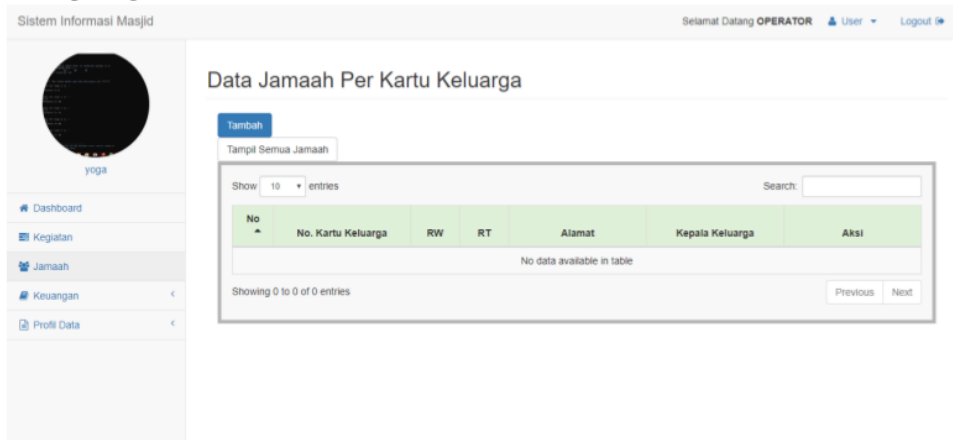 Sistem Informasi Masjid
Selamat Datang OPERATOR User Logout
yoga
Dashboard
Kegiatan
Jamaah
Keuangan
Profil Data
Data Jamaah Per Kartu Keluarga
Tambah
Tampil Semua Jamaah
Show 10 entries Search:
No No. Kartu Keluarga RW RT Alamat Kepala Keluarga Aksi
No data available in table
Showing 0 to 0 of 0 entries Previous Next